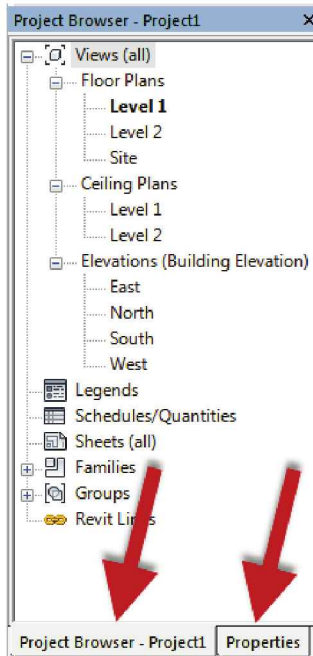 Project Browser - Project1
Views (all)
Floor Plans
Level 1
Level 2
Site
Ceiling Plans
Level 1
Level 2
Elevations (Building Elevation)
East
North
South
West
Legends
Schedules/Quantities
Sheets (all)
Families
Groups
Revit Links
Project Browser - Project1 Properties